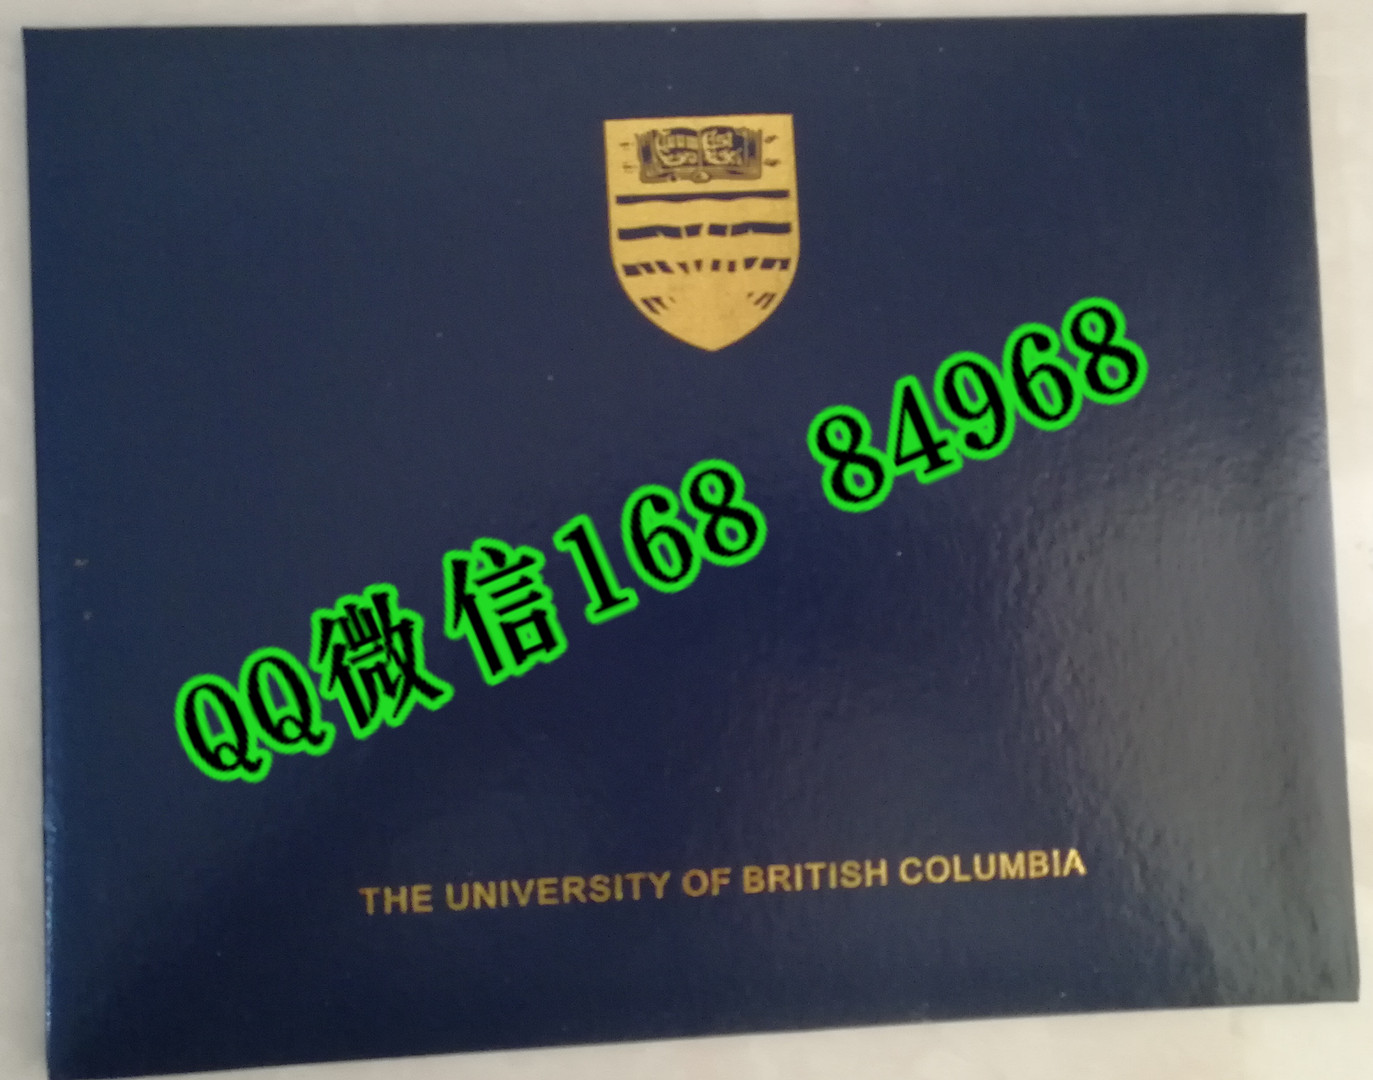 QQ微信168 84968
THE UNIVERSITY OF BRITISH COLUMBIA